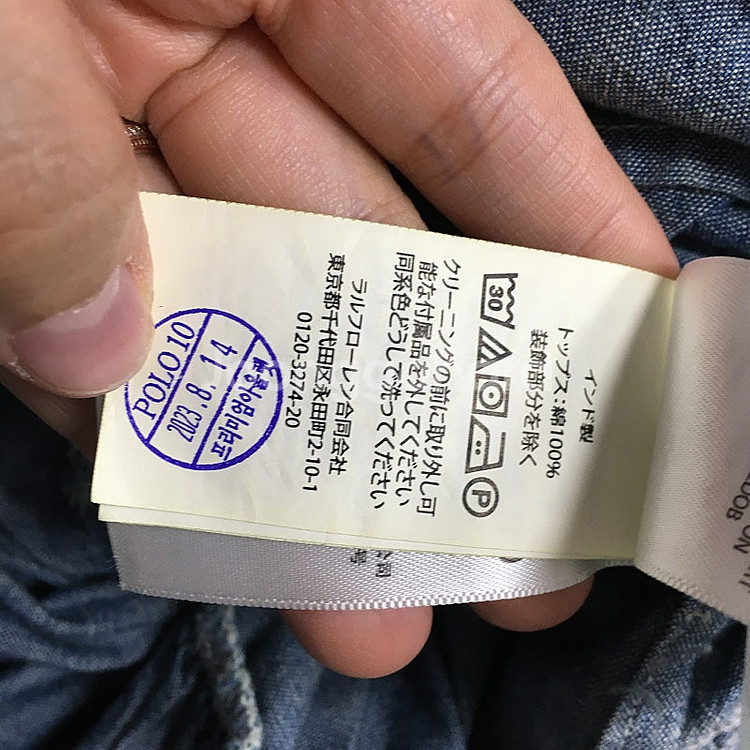 インド製
トップス:綿100%
装飾部分を除く
30
P
クリーニングの前に取り外し可
能な付属品を外してください
同系色どうしで洗ってください
ラルフローレン合同会社
東京都千代田区永田町2-10-1
0120-3274-20
POLO 10
2023. 8. 14